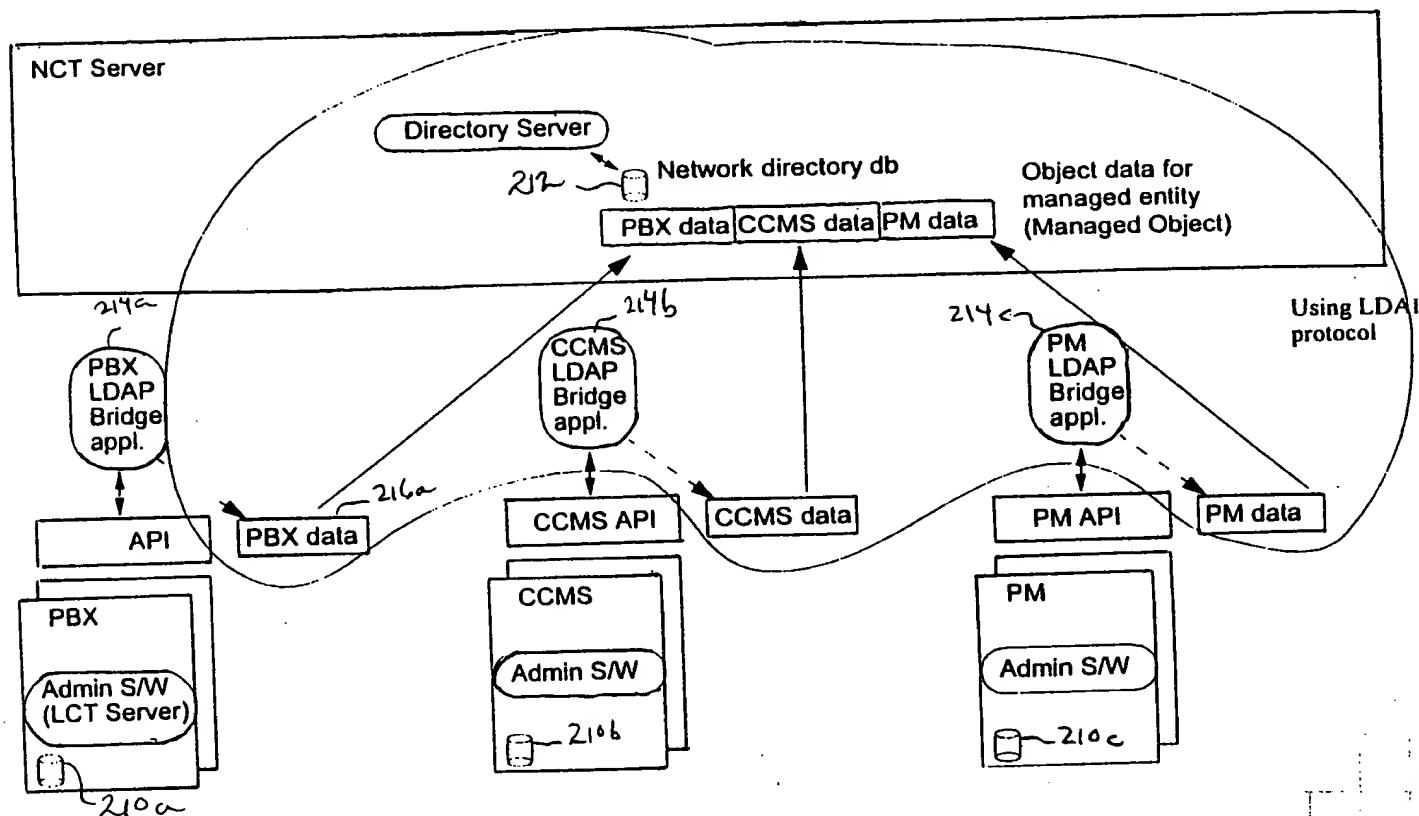 NCT Server
Directory Server
212
Network directory db
PBX data CCMS data PM data
Object data for
managed entity
(Managed Object)
Using LDAI
protocol
214a
PBX
LDAP
Bridge
appl.
214b
CCMS
LDAP
Bridge
appl.
214c
PM
LDAP
Bridge
appl.
API
216a
PBX data
CCMS API
CCMS data
PM API
PM data
PBX
Admin S/W
(LCT Server)
210a
CCMS
Admin S/W
210b
PM
Admin S/W
210c